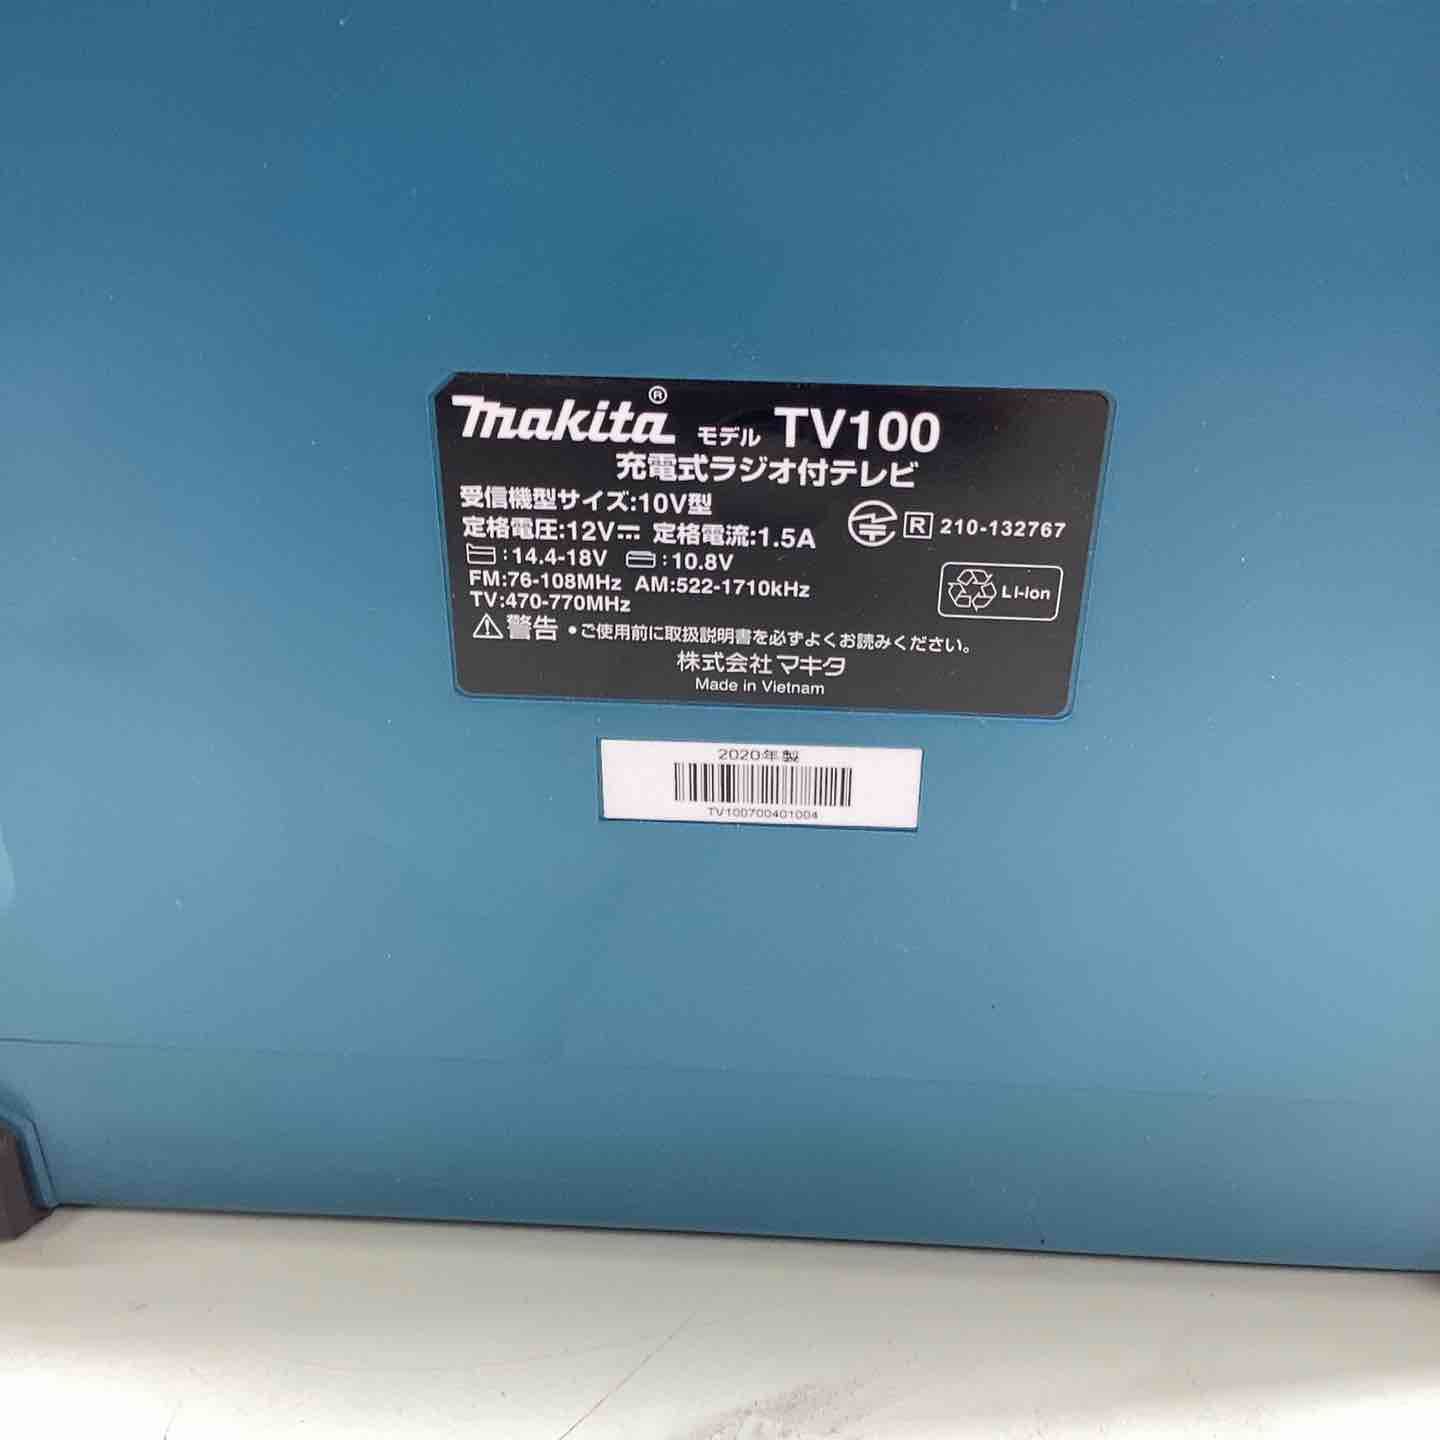 makita® モデル TV100
充電式ラジオ付テレビ
受信機型サイズ:10V型
定格電圧:12V 定格電流:1.5A
R 210-132767
:14.4-18V :10.8V
Li-ion
FM:76-108MHz AM:522-1710kHz
TV:470-770MHz
警告 •ご使用前に取扱説明書を必ずよくお読みください。
株式会社マキタ
Made in Vietnam
2020年製
TV100700401004